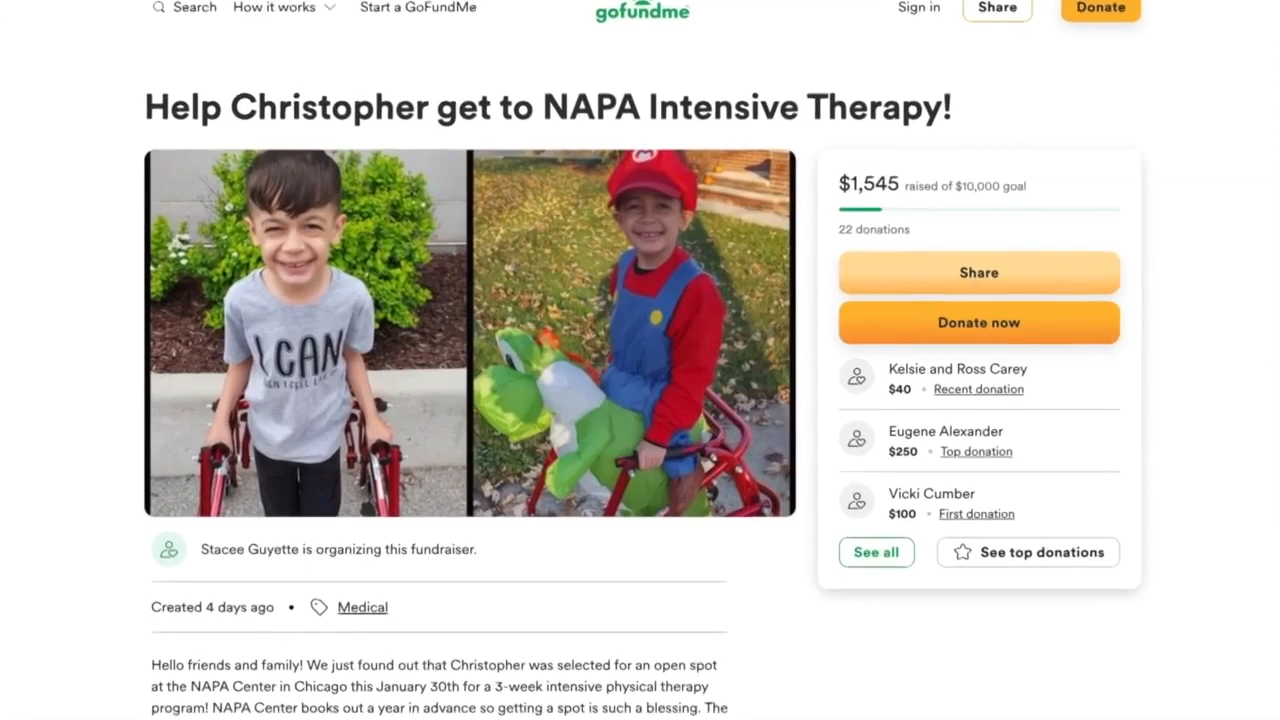 Search How it works Start a GoFundMe gofundme Sign in Share Donate
Help Christopher get to NAPA Intensive Therapy!
M
I CAN
$1,545 raised of $10,000 goal
22 donations
Share
Donate now
Kelsie and Ross Carey
$40 • Recent donation
Eugene Alexander
$250 • Top donation
Vicki Cumber
$100 • First donation
See all See top donations
Stacee Guyette is organizing this fundraiser.
Created 4 days ago • Medical
Hello friends and family! We just found out that Christopher was selected for an open spot
at the NAPA Center in Chicago this January 30th for a 3-week intensive physical therapy
program! NAPA Center books out a year in advance so getting a spot is such a blessing. The